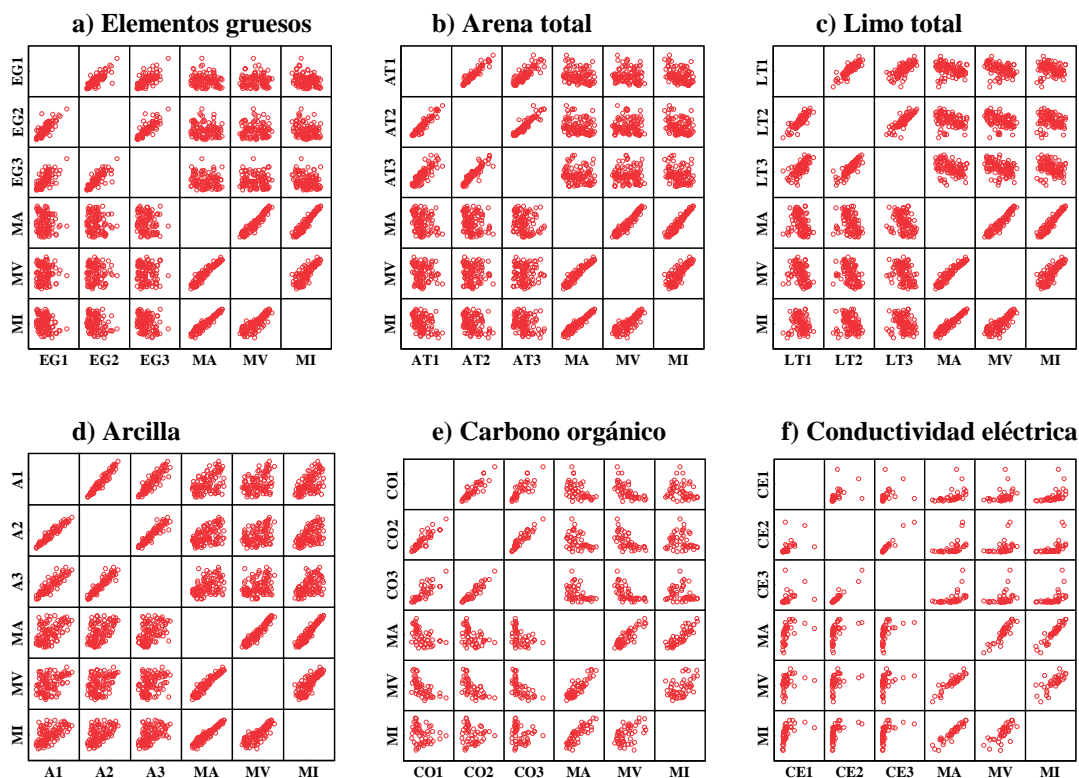 a) Elementos gruesos
EG1
EG2
EG3
MA
MV
MI
EG1 EG2 EG3 MA MV MI
b) Arena total
AT1
AT2
AT3
MA
MV
MI
AT1 AT2 AT3 MA MV MI
c) Limo total
LT1
LT2
LT3
MA
MV
MI
LT1 LT2 LT3 MA MV MI
d) Arcilla
A1
A2
A3
MA
MV
MI
A1 A2 A3 MA MV MI
e) Carbono orgánico
CO1
CO2
CO3
MA
MV
MI
CO1 CO2 CO3 MA MV MI
f) Conductividad eléctrica
CE1
CE2
CE3
MA
MV
MI
CE1 CE2 CE3 MA MV MI